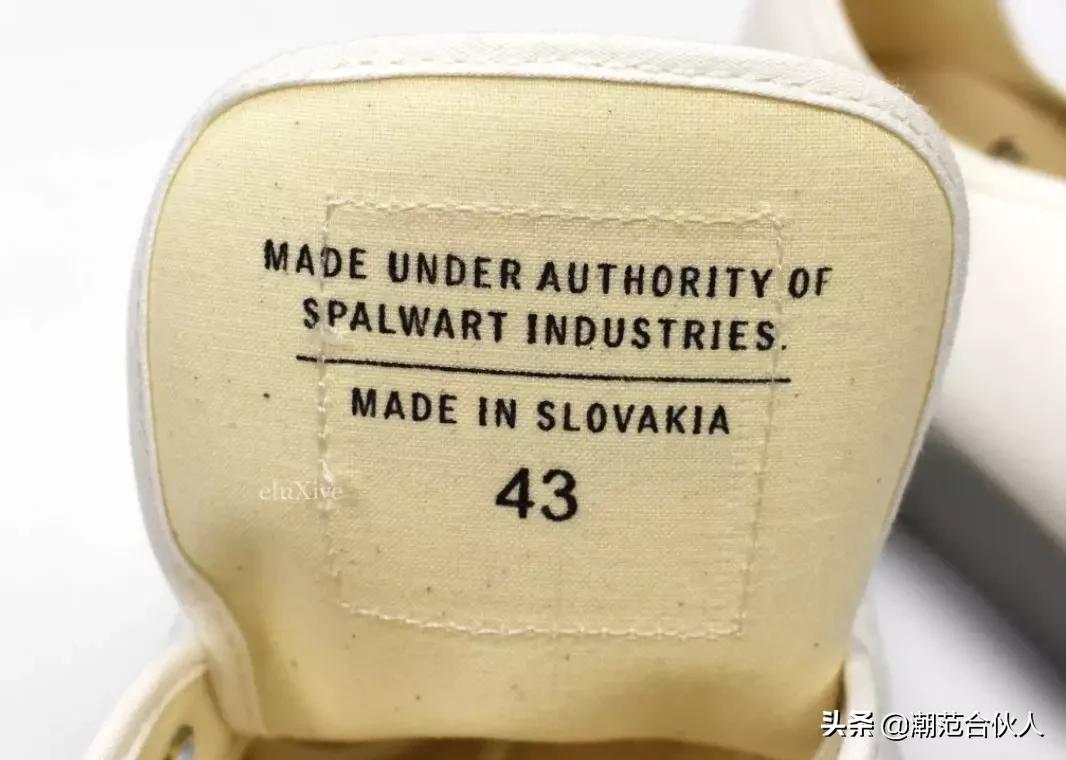 MADE UNDER AUTHORITY OF
SPALWART INDUSTRIES.
MADE IN SLOVAKIA
43
eluXive
头条 @潮范合伙人